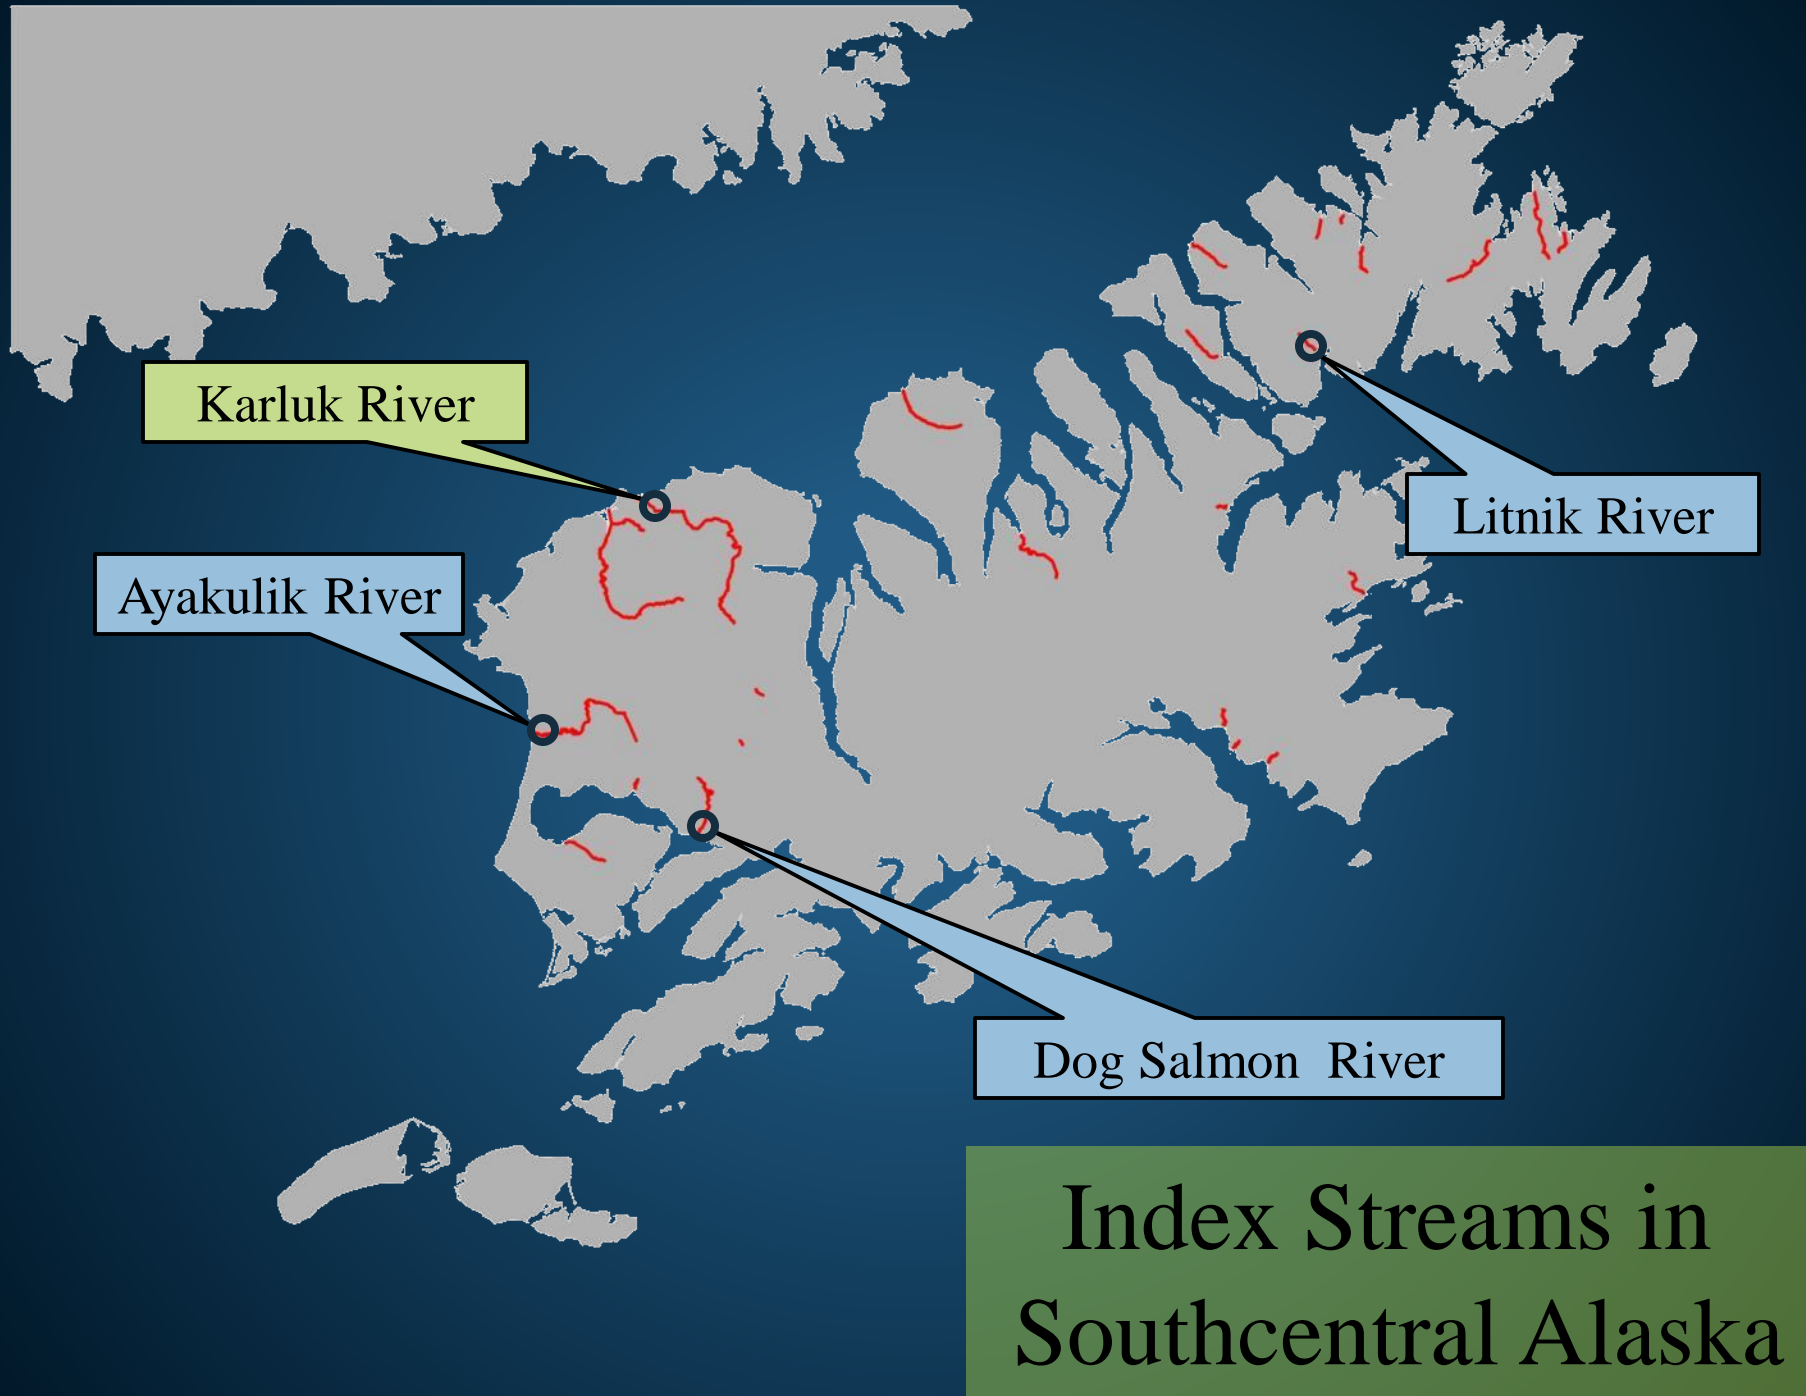 Karluk River
Litnik River
Ayakulik River
Dog Salmon  River
Index Streams in
Southcentral Alaska